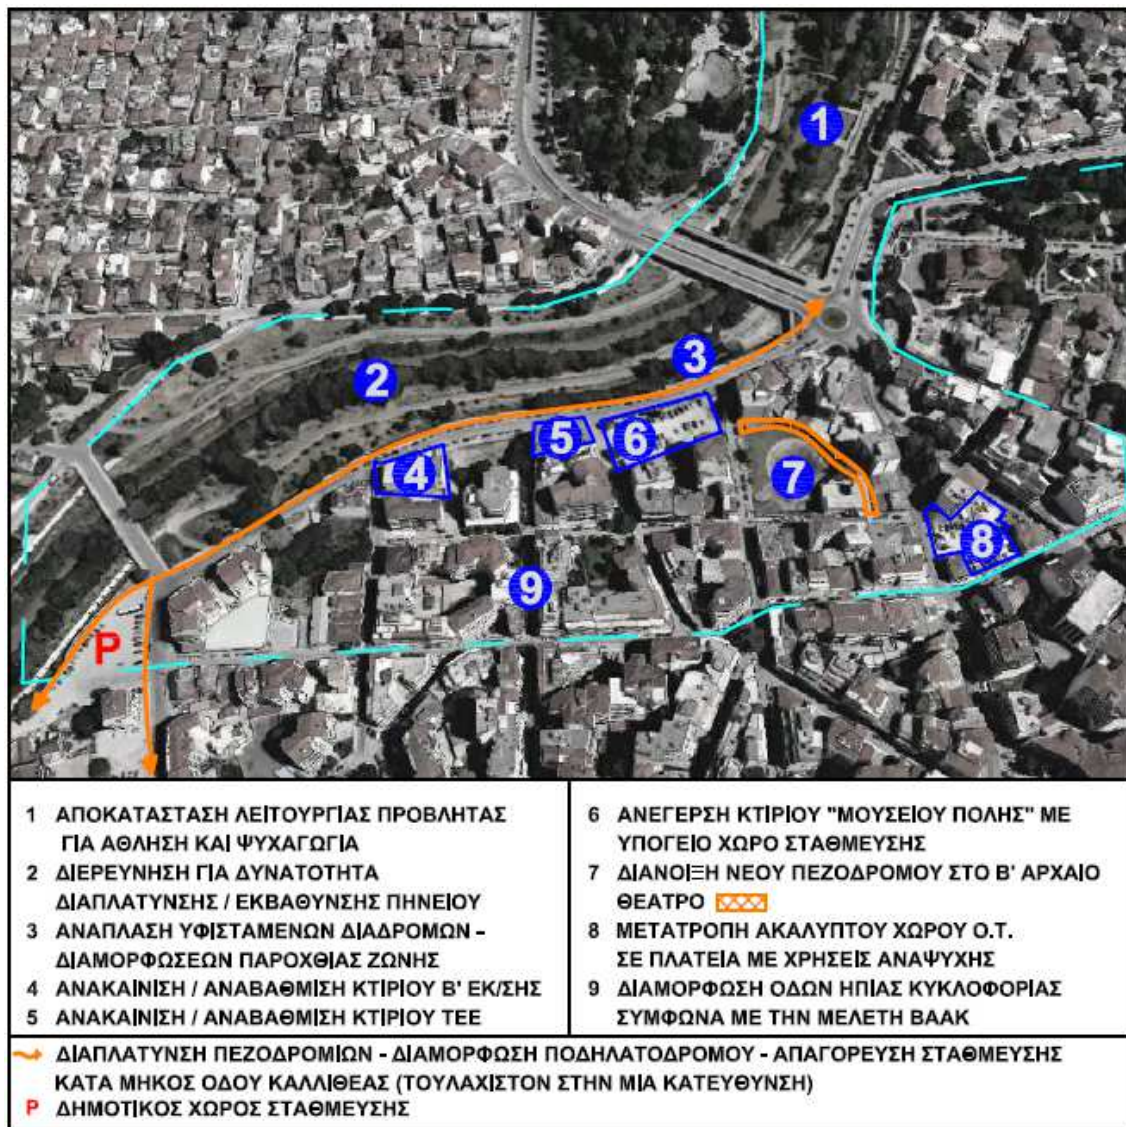 1
2
3
4
5
6
7
8
9
P
1 ΑΠΟΚΑΤΑΣΤΑΣΗ ΛΕΙΤΟΥΡΓΙΑΣ ΠΡΟΒΛΗΤΑΣ
ΓΙΑ ΑΘΛΗΣΗ ΚΑΙ ΨΥΧΑΓΩΓΙΑ
2 ΔΙΕΡΕΥΝΗΣΗ ΓΙΑ ΔΥΝΑΤΟΤΗΤΑ
ΔΙΑΠΛΑΤΥΝΣΗΣ / ΕΚΒΑΘΥΝΣΗΣ ΠΗΝΕΙΟΥ
3 ΑΝΑΠΛΑΣΗ ΥΦΙΣΤΑΜΕΝΩΝ ΔΙΑΔΡΟΜΩΝ -
ΔΙΑΜΟΡΦΩΣΕΩΝ ΠΑΡΟΧΘΙΑΣ ΖΩΝΗΣ
4 ΑΝΑΚΑΙΝΙΣΗ / ΑΝΑΒΑΘΜΙΣΗ ΚΤΙΡΙΟΥ Β' ΕΚ/ΣΗΣ
5 ΑΝΑΚΑΙΝΙΣΗ / ΑΝΑΒΑΘΜΙΣΗ ΚΤΙΡΙΟΥ ΤΕΕ
6 ΑΝΕΓΕΡΣΗ ΚΤΙΡΙΟΥ "ΜΟΥΣΕΙΟΥ ΠΟΛΗΣ" ΜΕ
ΥΠΟΓΕΙΟ ΧΩΡΟ ΣΤΑΘΜΕΥΣΗΣ
7 ΔΙΑΝΟΙΞΗ ΝΕΟΥ ΠΕΖΟΔΡΟΜΟΥ ΣΤΟ Β' ΑΡΧΑΙΟ
ΘΕΑΤΡΟ
8 ΜΕΤΑΤΡΟΠΗ ΑΚΑΛΥΠΤΟΥ ΧΩΡΟΥ Ο.Τ.
ΣΕ ΠΛΑΤΕΙΑ ΜΕ ΧΡΗΣΕΙΣ ΑΝΑΨΥΧΗΣ
9 ΔΙΑΜΟΡΦΩΣΗ ΟΔΩΝ ΗΠΙΑΣ ΚΥΚΛΟΦΟΡΙΑΣ
ΣΥΜΦΩΝΑ ΜΕ ΤΗΝ ΜΕΛΕΤΗ ΒΑΑΚ
ΔΙΑΠΛΑΤΥΝΣΗ ΠΕΖΟΔΡΟΜΙΩΝ - ΔΙΑΜΟΡΦΩΣΗ ΠΟΔΗΛΑΤΟΔΡΟΜΟΥ - ΑΠΑΓΟΡΕΥΣΗ ΣΤΑΘΜΕΥΣΗΣ
ΚΑΤΑ ΜΗΚΟΣ ΟΔΟΥ ΚΑΛΛΙΘΕΑΣ (ΤΟΥΛΑΧΙΣΤΟΝ ΣΤΗΝ ΜΙΑ ΚΑΤΕΥΘΥΝΣΗ)
P ΔΗΜΟΤΙΚΟΣ ΧΩΡΟΣ ΣΤΑΘΜΕΥΣΗΣ